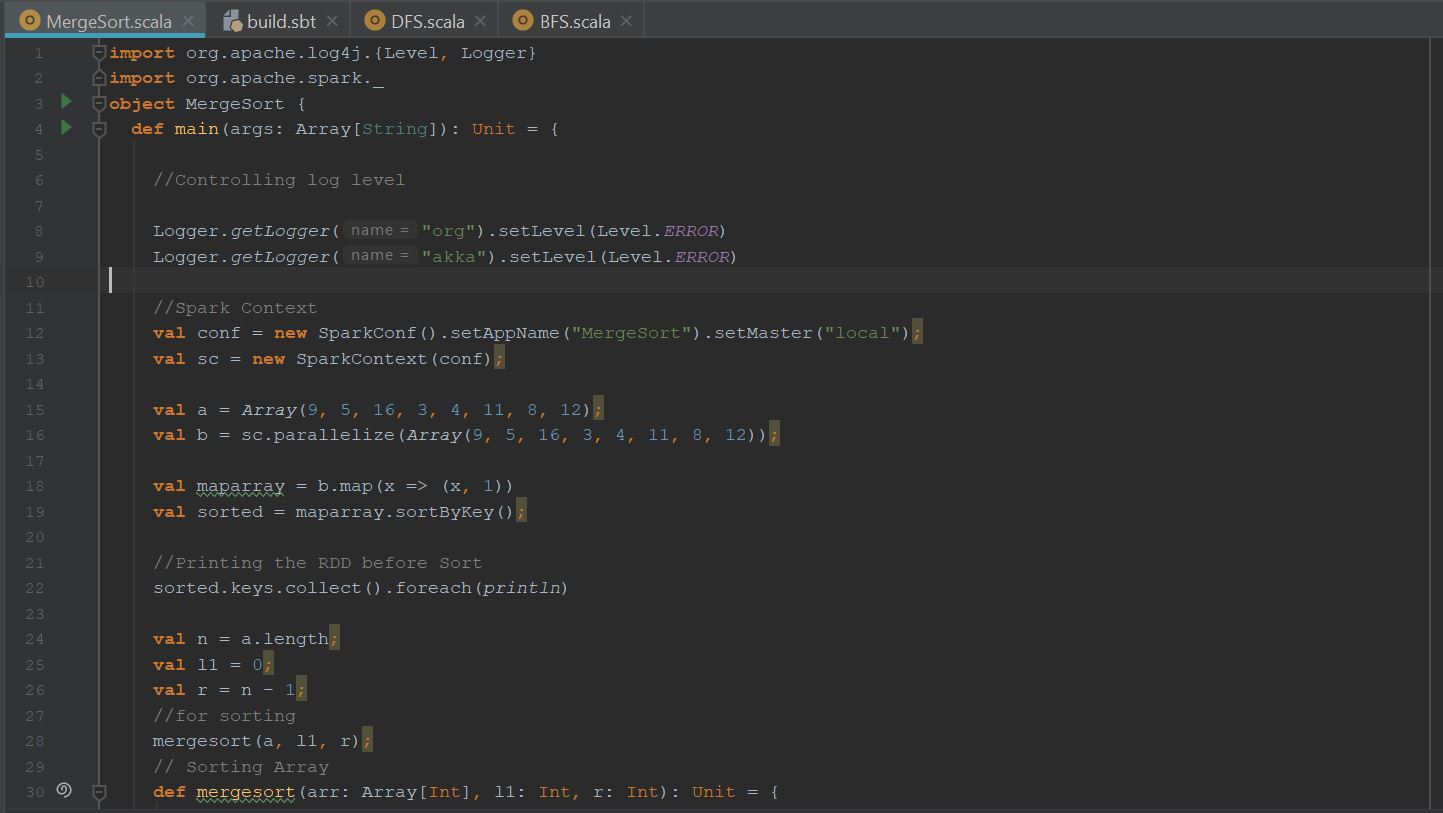 MergeSort.scala build.sbt DFS.scala BFS.scala
1 import org.apache.log4j.{Level, Logger}
2 import org.apache.spark._
3 object MergeSort {
4 def main(args: Array[String]): Unit = {
5
6 //Controlling log level
7
8 Logger.getLogger( name = "org").setLevel(Level.ERROR)
9 Logger.getLogger( name = "akka").setLevel(Level.ERROR)
10
11 //Spark Context
12 val conf = new SparkConf().setAppName("MergeSort").setMaster("local");
13 val sc = new SparkContext(conf);
14
15 val a = Array(9, 5, 16, 3, 4, 11, 8, 12);
16 val b = sc.parallelize(Array(9, 5, 16, 3, 4, 11, 8, 12));
17
18 val maparray = b.map(x => (x, 1))
19 val sorted = maparray.sortByKey();
20
21 //Printing the RDD before Sort
22 sorted.keys.collect().foreach(println)
23
24 val n = a.length;
25 val l1 = 0;
26 val r = n - 1;
27 //for sorting
28 mergesort(a, l1, r);
29 // Sorting Array
30 def mergesort(arr: Array[Int], l1: Int, r: Int): Unit = {